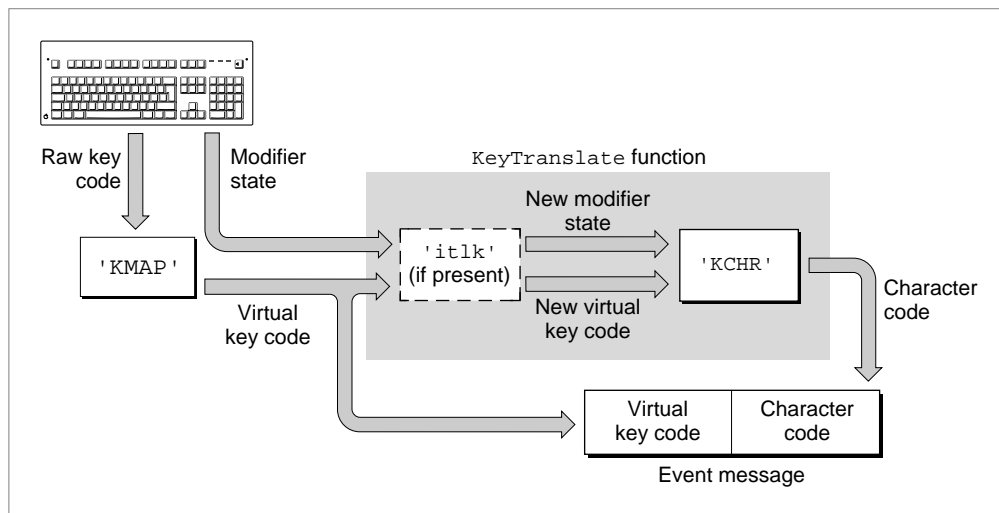 Raw key
code
Modifier
state
KeyTranslate function
New modifier
state
'KMAP'
'itlk'
(if present)
'KCHR'
Virtual
key code
New virtual
key code
Character
code
Virtual
key code
Character
code
Event message